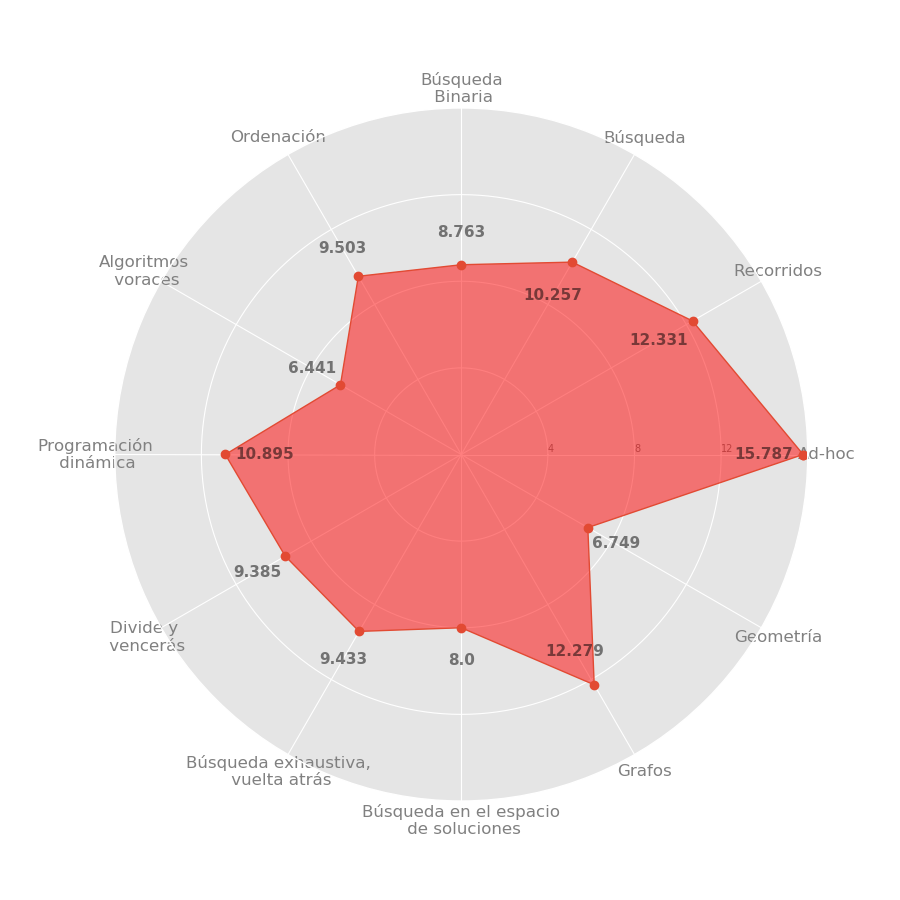 Búsqueda
Binaria
Ordenación
Búsqueda
8.763
9.503
Algoritmos
voraces
Recorridos
10.257
12.331
6.441
Programación
dinámica
10.895
4
8
12
15.787
Ad-hoc
6.749
9.385
Divide y
vencerás
Geometría
12.279
9.433
8.0
Búsqueda exhaustiva,
vuelta atrás
Grafos
Búsqueda en el espacio
de soluciones